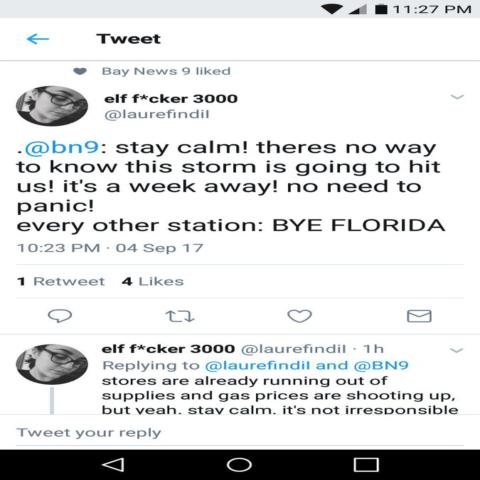 11:27 PM
Tweet
Bay News 9 liked
elf f*cker 3000
@laurefindil
.@bn9: stay calm! theres no way
to know this storm is going to hit
us! it's a week away! no need to
panic!
every other station: BYE FLORIDA
10:23 PM · 04 Sep 17
1 Retweet 4 Likes
elf f*cker 3000 @laurefindil · 1h
Replying to @laurefindil and @BN9
stores are already running out of
supplies and gas prices are shooting up,
but yeah, stay calm, it's not irresponsible
Tweet your reply